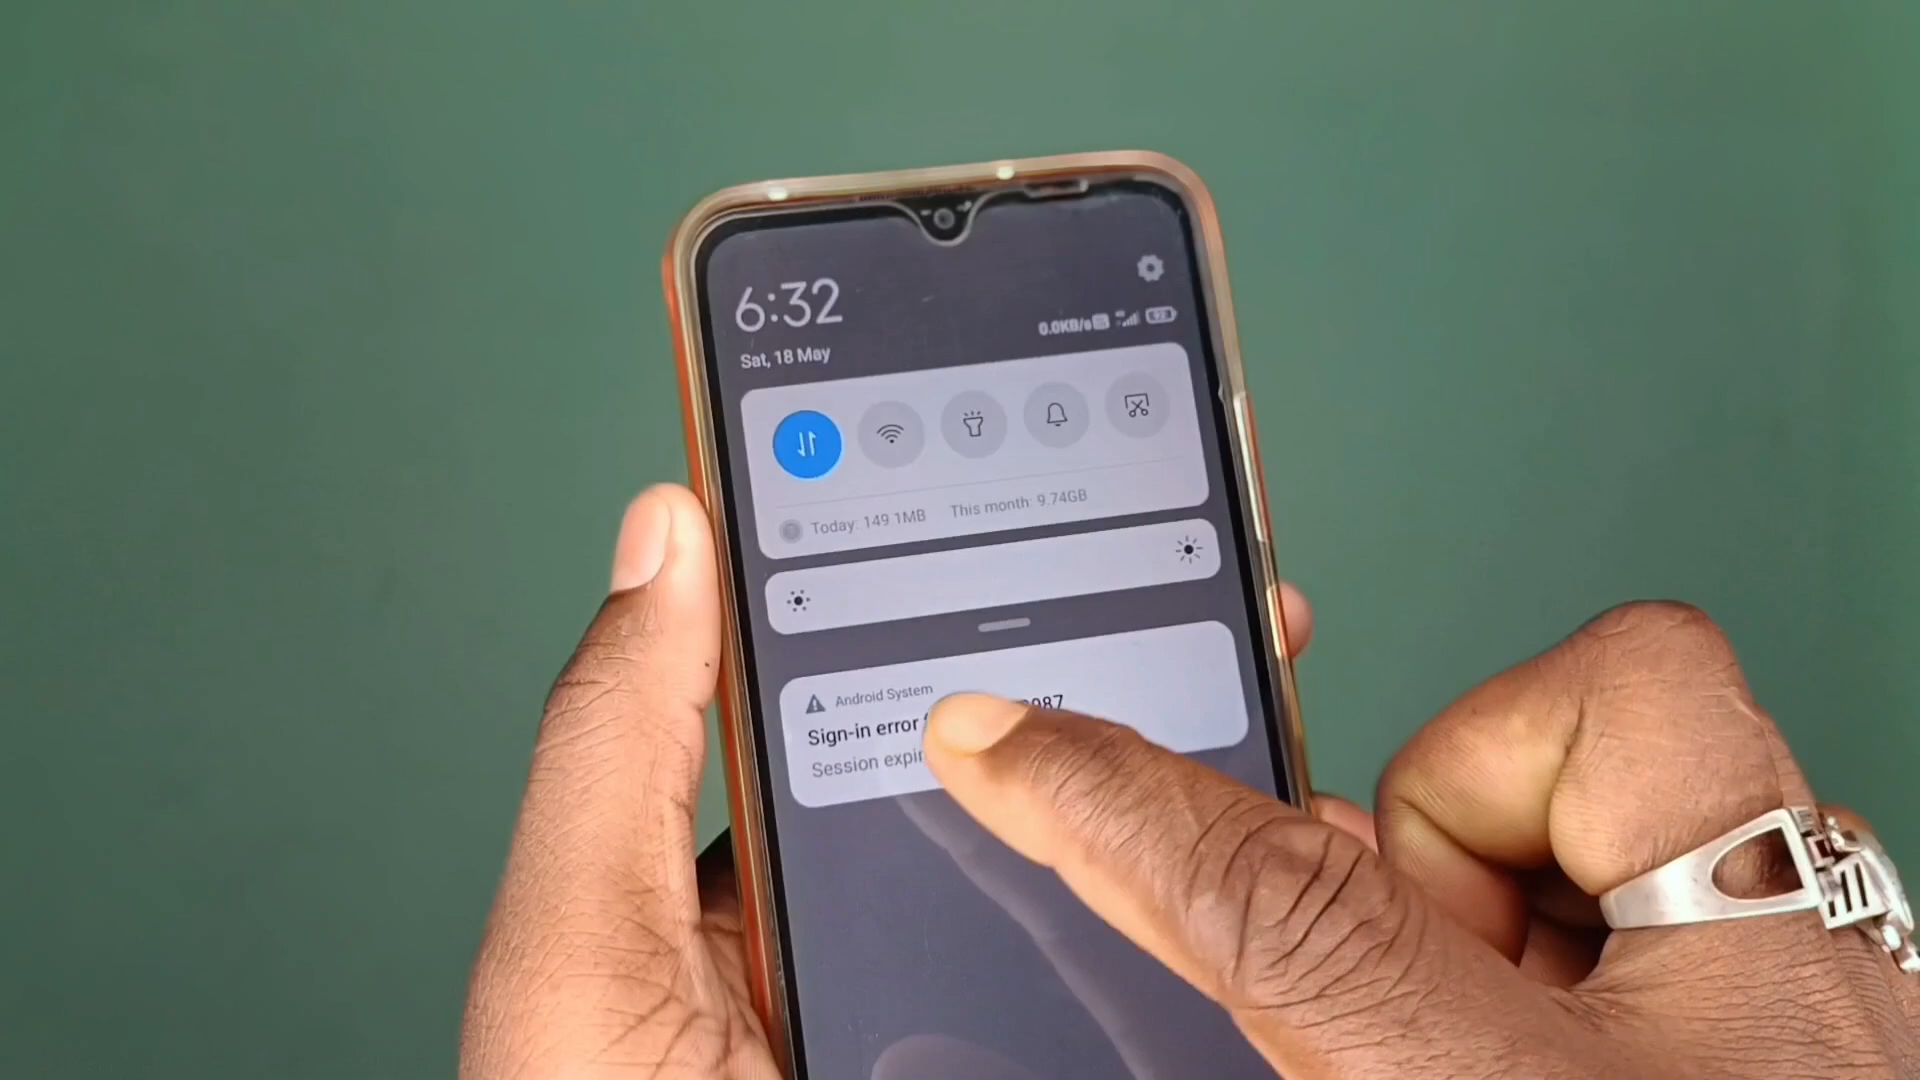 6:32
0.0KB/s
Sat, 18 May
Today: 149.1MB This month: 9.74GB
Android System
Sign-in error 987
Session